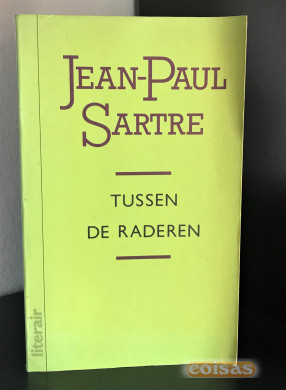 JEAN-PAUL
SARTRE
TUSSEN
DE RADEREN
literair
coisas